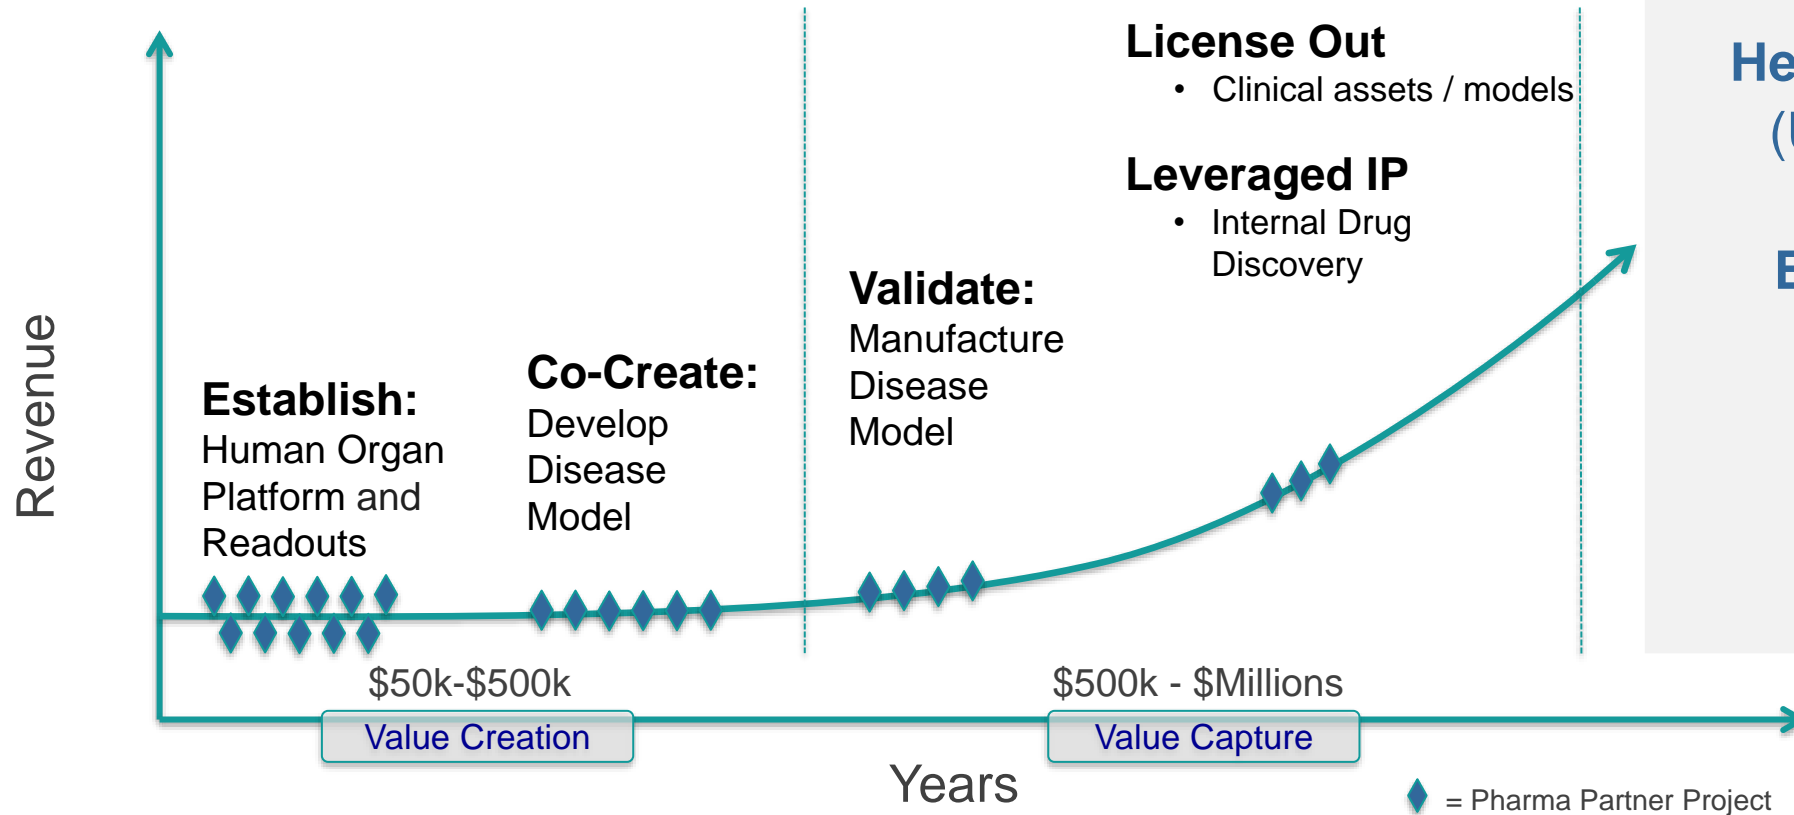 License Out
• Clinical assets / models
Leveraged IP
• Internal Drug
Discovery
Validate:
Manufacture
Disease
Model
Co-Create:
Develop
Disease
Model
Establish:
Human Organ
Platform and
Readouts
Revenue
$50k-$500k
$500k - $Millions
Value Creation
Value Capture
Years
= Pharma Partner Project